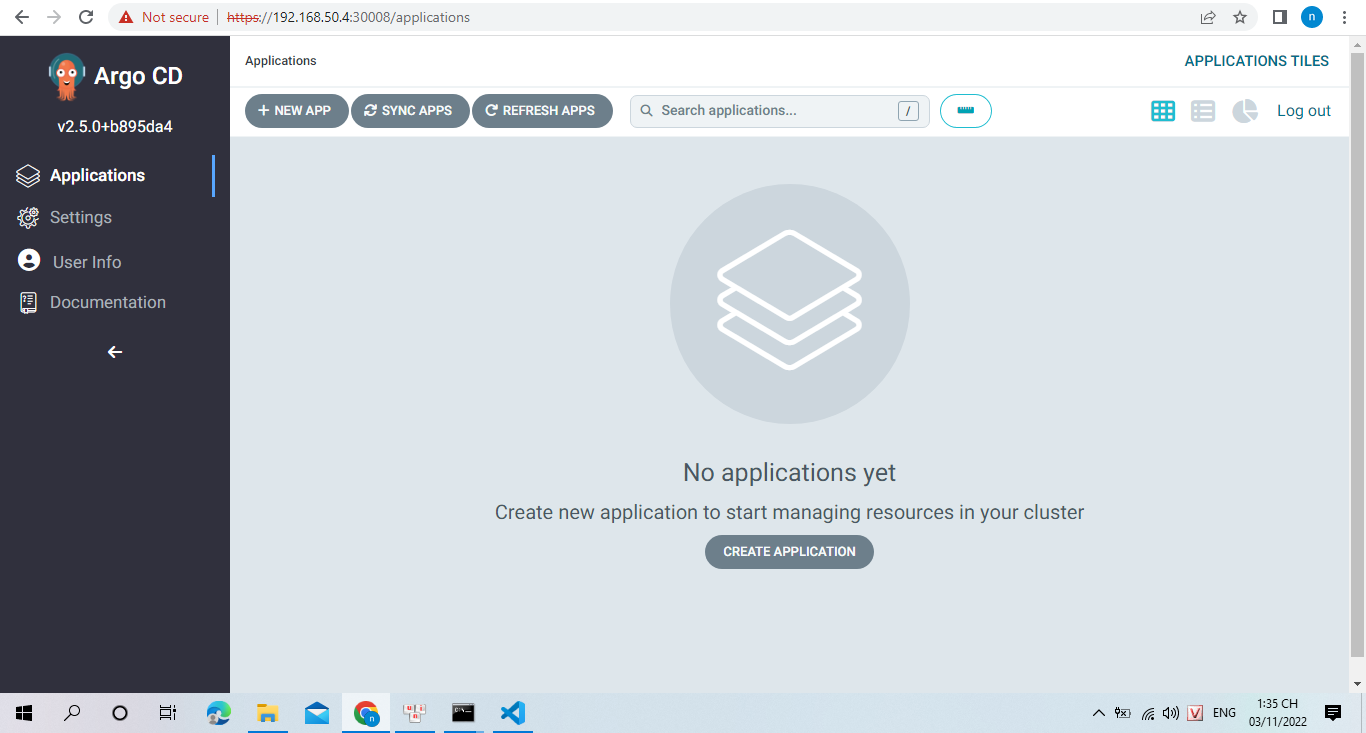 Not secure
https://192.168.50.4:30008/applications
n
Argo CD
v2.5.0+b895da4
Applications
Settings
User Info
Documentation
Applications
APPLICATIONS TILES
NEW APP
SYNC APPS
REFRESH APPS
Search applications...
/
Log out
No applications yet
Create new application to start managing resources in your cluster
CREATE APPLICATION
n
V
ENG
1:35 CH
03/11/2022